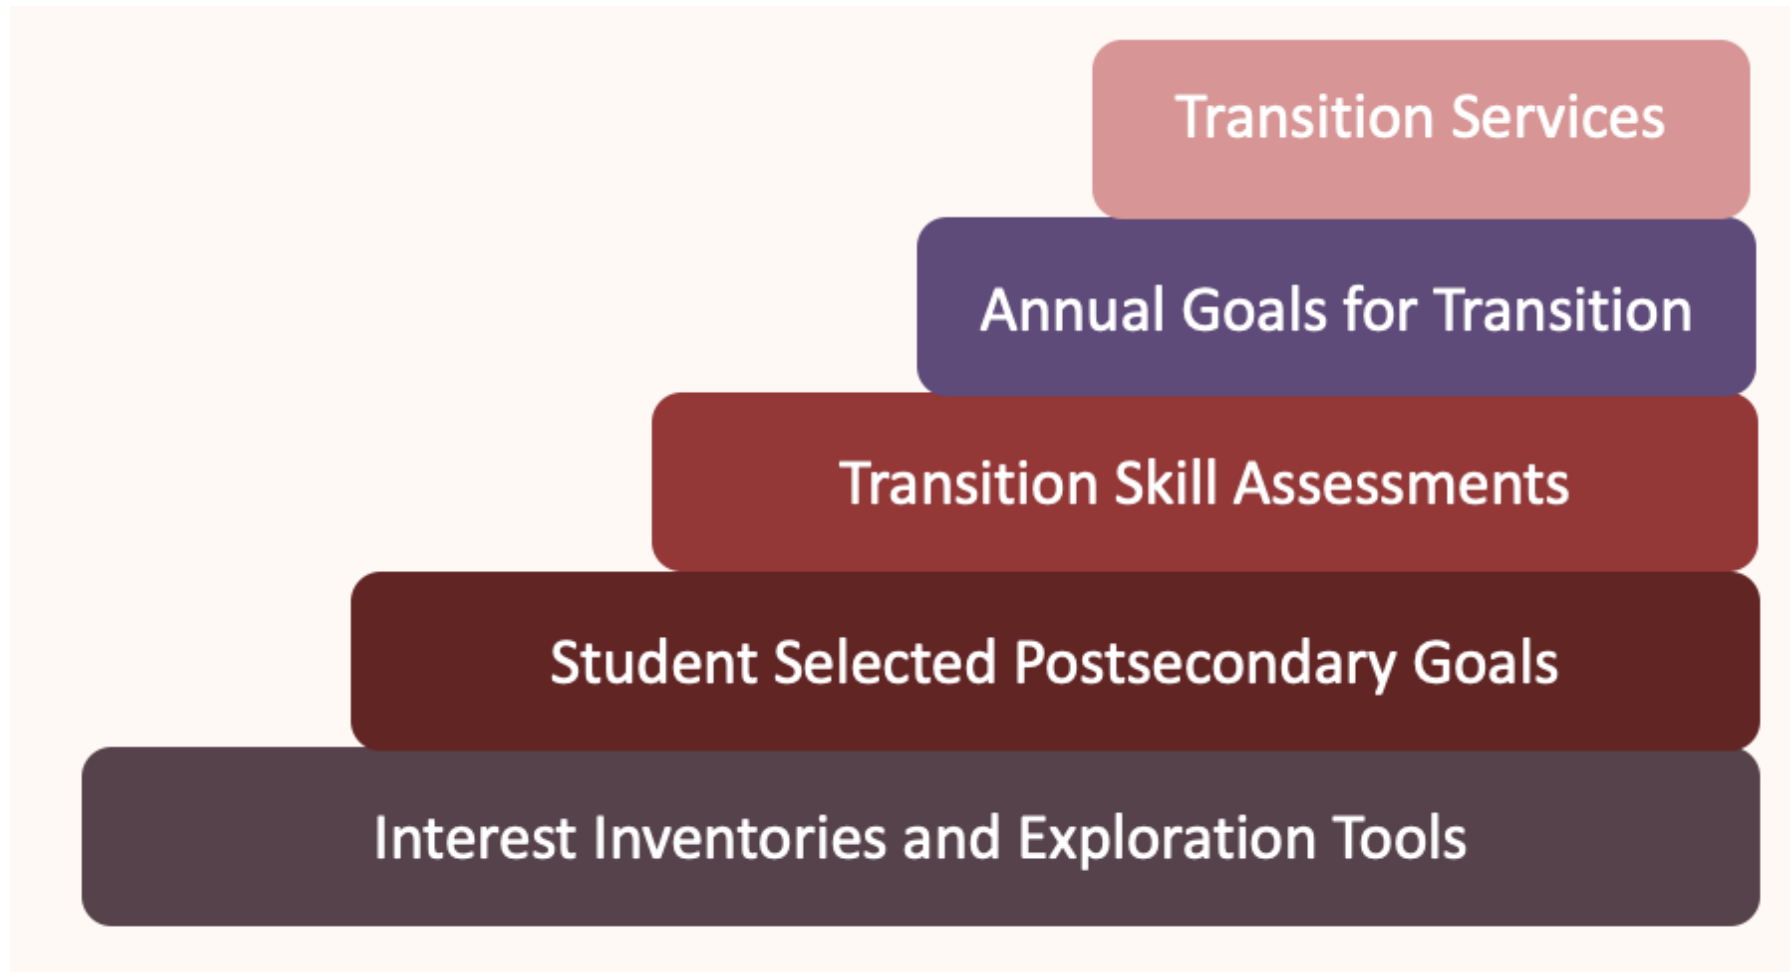 Transition Services
Annual Goals for Transition
Transition Skill Assessments
Student Selected Postsecondary Goals
Interest Inventories and Exploration Tools